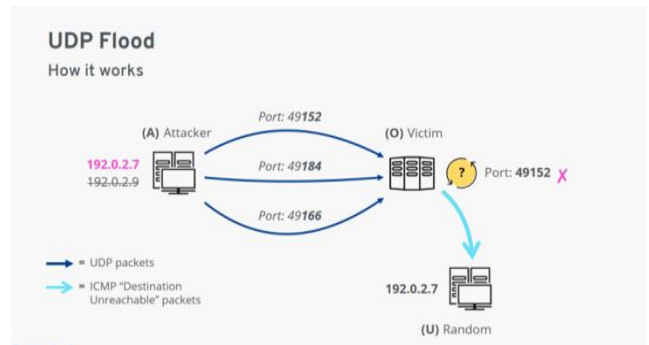 UDP Flood
How it works
Port: 49152
(A) Attacker
(O) Victim
192.0.2.7
192.0.2.9
Port: 49184
?
Port: 49152 X
Port: 49166
= UDP packets
= ICMP "Destination
Unreachable" packets
192.0.2.7
(U) Random